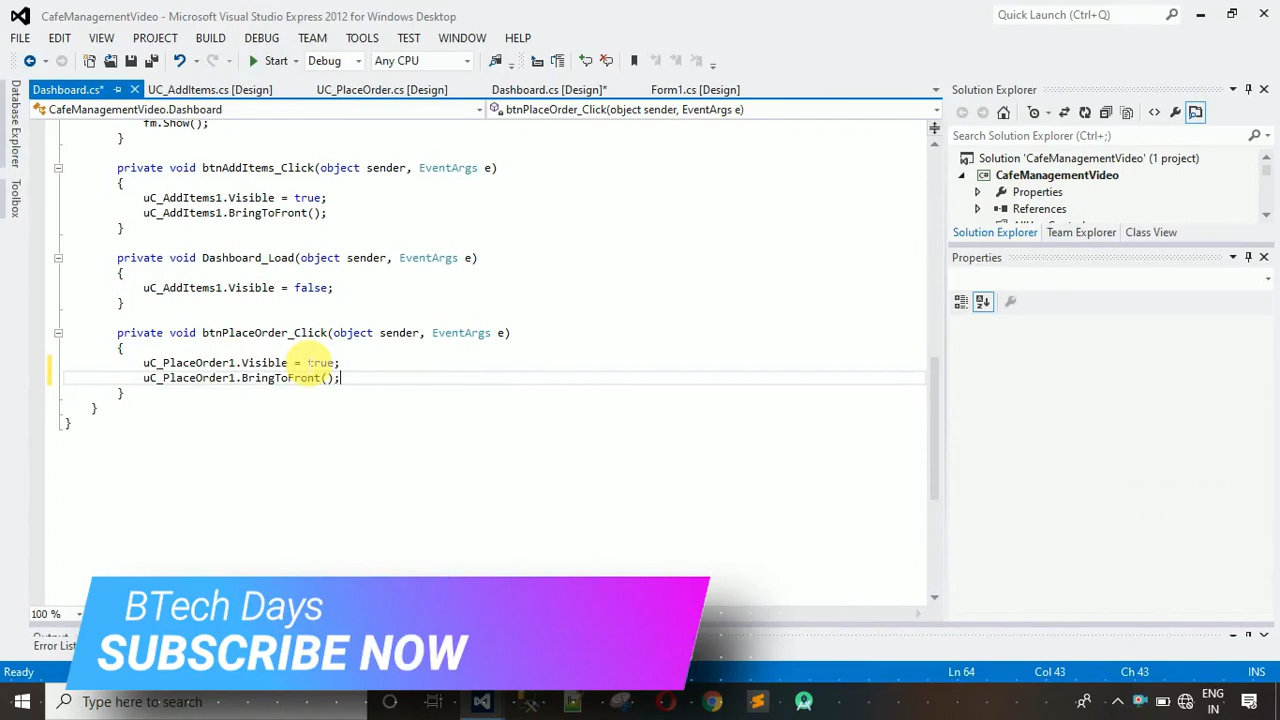 CafeManagementVideo - Microsoft Visual Studio Express 2012 for Windows Desktop
Quick Launch (Ctrl+Q)
FILE EDIT VIEW PROJECT BUILD DEBUG TEAM TOOLS TEST WINDOW HELP
Start Debug Any CPU
Dashboard.cs* UC_AddItems.cs [Design] UC_PlaceOrder.cs [Design] Dashboard.cs [Design]* Form1.cs [Design]
CafeManagementVideo.Dashboard btnPlaceOrder_Click(object sender, EventArgs e)
Database Explorer
Toolbox
fm.Show();
}
private void btnAddItems_Click(object sender, EventArgs e)
{
uC_AddItems1.Visible = true;
uC_AddItems1.BringToFront();
}
private void Dashboard_Load(object sender, EventArgs e)
{
uC_AddItems1.Visible = false;
}
private void btnPlaceOrder_Click(object sender, EventArgs e)
{
uC_PlaceOrder1.Visible = true;
uC_PlaceOrder1.BringToFront();
}
}
}
Solution Explorer
Search Solution Explorer (Ctrl+;)
Solution 'CafeManagementVideo' (1 project)
CafeManagementVideo
Properties
References
Solution Explorer Team Explorer Class View
Properties
100 %
BTech Days
SUBSCRIBE NOW
Error List
Ready Ln 64 Col 43 Ch 43 INS
Type here to search
ENG
IN